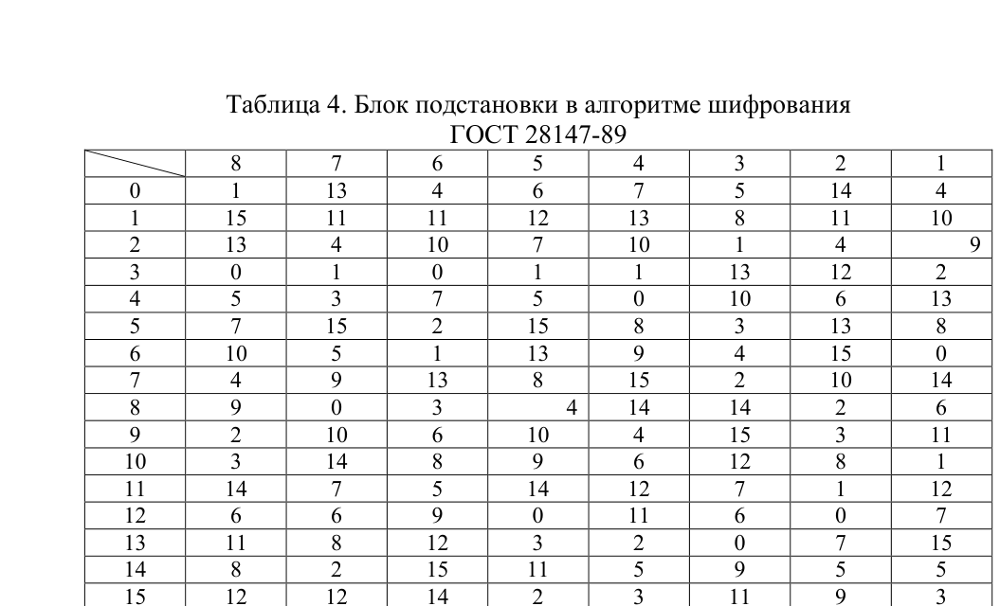 Таблица 4. Блок подстановки в алгоритме шифрования
ГОСТ 28147-89
8 7 6 5 4 3 2 1
0 1 13 4 6 7 5 14 4
1 15 11 11 12 13 8 11 10
2 13 4 10 7 10 1 4 9
3 0 1 0 1 1 13 12 2
4 5 3 7 5 0 10 6 13
5 7 15 2 15 8 3 13 8
6 10 5 1 13 9 4 15 0
7 4 9 13 8 15 2 10 14
8 9 0 3 4 14 14 2 6
9 2 10 6 10 4 15 3 11
10 3 14 8 9 6 12 8 1
11 14 7 5 14 12 7 1 12
12 6 6 9 0 11 6 0 7
13 11 8 12 3 2 0 7 15
14 8 2 15 11 5 9 5 5
15 12 12 14 2 3 11 9 3